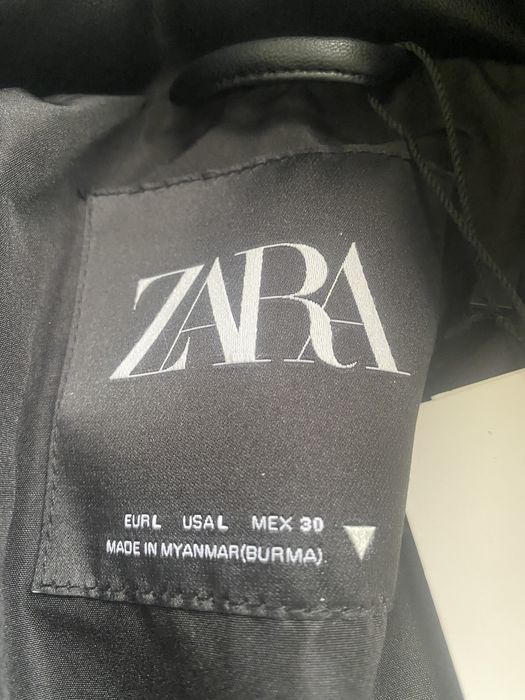 ZARA
EUR L USA L MEX 30
MADE IN MYANMAR(BURMA)